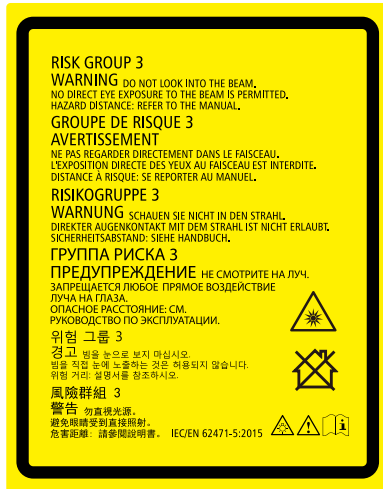 RISK GROUP 3
WARNING DO NOT LOOK INTO THE BEAM.
NO DIRECT EYE EXPOSURE TO THE BEAM IS PERMITTED.
HAZARD DISTANCE: REFER TO THE MANUAL.
GROUPE DE RISQUE 3
AVERTISSEMENT
NE PAS REGARDER DIRECTEMENT DANS LE FAISCEAU.
L'EXPOSITION DIRECTE DES YEUX AU FAISCEAU EST INTERDITE.
DISTANCE À RISQUE: SE REPORTER AU MANUEL.
RISIKOGRUPPE 3
WARNUNG SCHAUEN SIE NICHT IN DEN STRAHL.
DIREKTER AUGENKONTAKT MIT DEM STRAHL IST NICHT ERLAUBT.
SICHERHEITSABSTAND: SIEHE HANDBUCH.
ГРУППА РИСКА 3
ПРЕДУПРЕЖДЕНИЕ НЕ СМОТРИТЕ НА ЛУЧ.
ЗАПРЕЩАЕТСЯ ЛЮБОЕ ПРЯМОЕ ВОЗДЕЙСТВИЕ
ЛУЧА НА ГЛАЗА.
ОПАСНОЕ РАССТОЯНИЕ: СМ.
РУКОВОДСТВО ПО ЭКСПЛУАТАЦИИ.
위험 그룹 3
경고 빔을 눈으로 보지 마십시오.
빔을 직접 눈에 노출하는 것은 허용되지 않습니다.
위험 거리: 설명서를 참조하십시오.
風險群組 3
警告 勿直視光源。
避免眼睛受到直接照射。
危害距離: 請參閱說明書。 IEC/EN 62471-5:2015